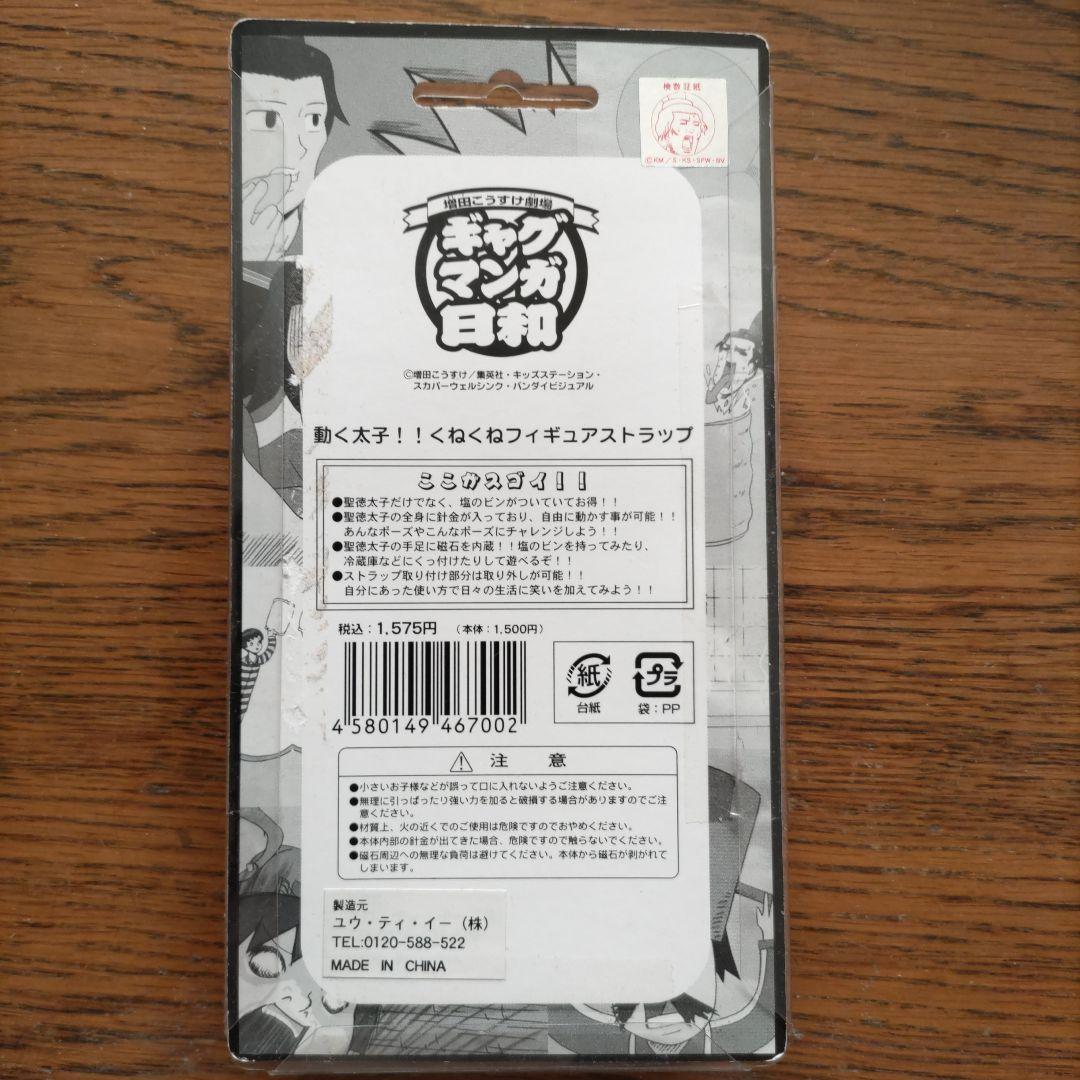 検数証紙
©KM/S・KS・SPW・BV
増田こうすけ劇場
ギャグ
マンガ
日和
©増田こうすけ/集英社・キッズステーション・
スカパーウェルシンク・バンダイビジュアル
動く太子!!くねくねフィギュアストラップ
ここがスゴイ!!
●聖徳太子だけでなく、塩のビンがついていてお得!!
●聖徳太子の全身に針金が入っており、自由に動かす事が可能!!
あんなポーズやこんなポーズにチャレンジしよう!!
●聖徳太子の手足に磁石を内蔵!!塩のビンを持ってみたり、
冷蔵庫などにくっ付けたりして遊べるぞ!!
●ストラップ取り付け部分は取り外しが可能!!
自分にあった使い方で日々の生活に笑いを加えてみよう!!
税込:1,575円 (本体:1,500円)
4 580149 467002
紙
台紙
プラ
袋:PP
注 意
●小さいお子様などが誤って口に入れないようご注意ください。
●無理に引っぱったり強い力を加ると破損する場合がありますのでご注
意ください。
●材質上、火の近くでのご使用は危険ですのでおやめください。
●本体内部の針金が出てきた場合、危険ですので触らないでください。
●磁石周辺への無理な負荷は避けてください。本体から磁石が剥がれて
しまいます。
製造元
ユウ・ティ・イー(株)
TEL:0120-588-522
MADE IN CHINA